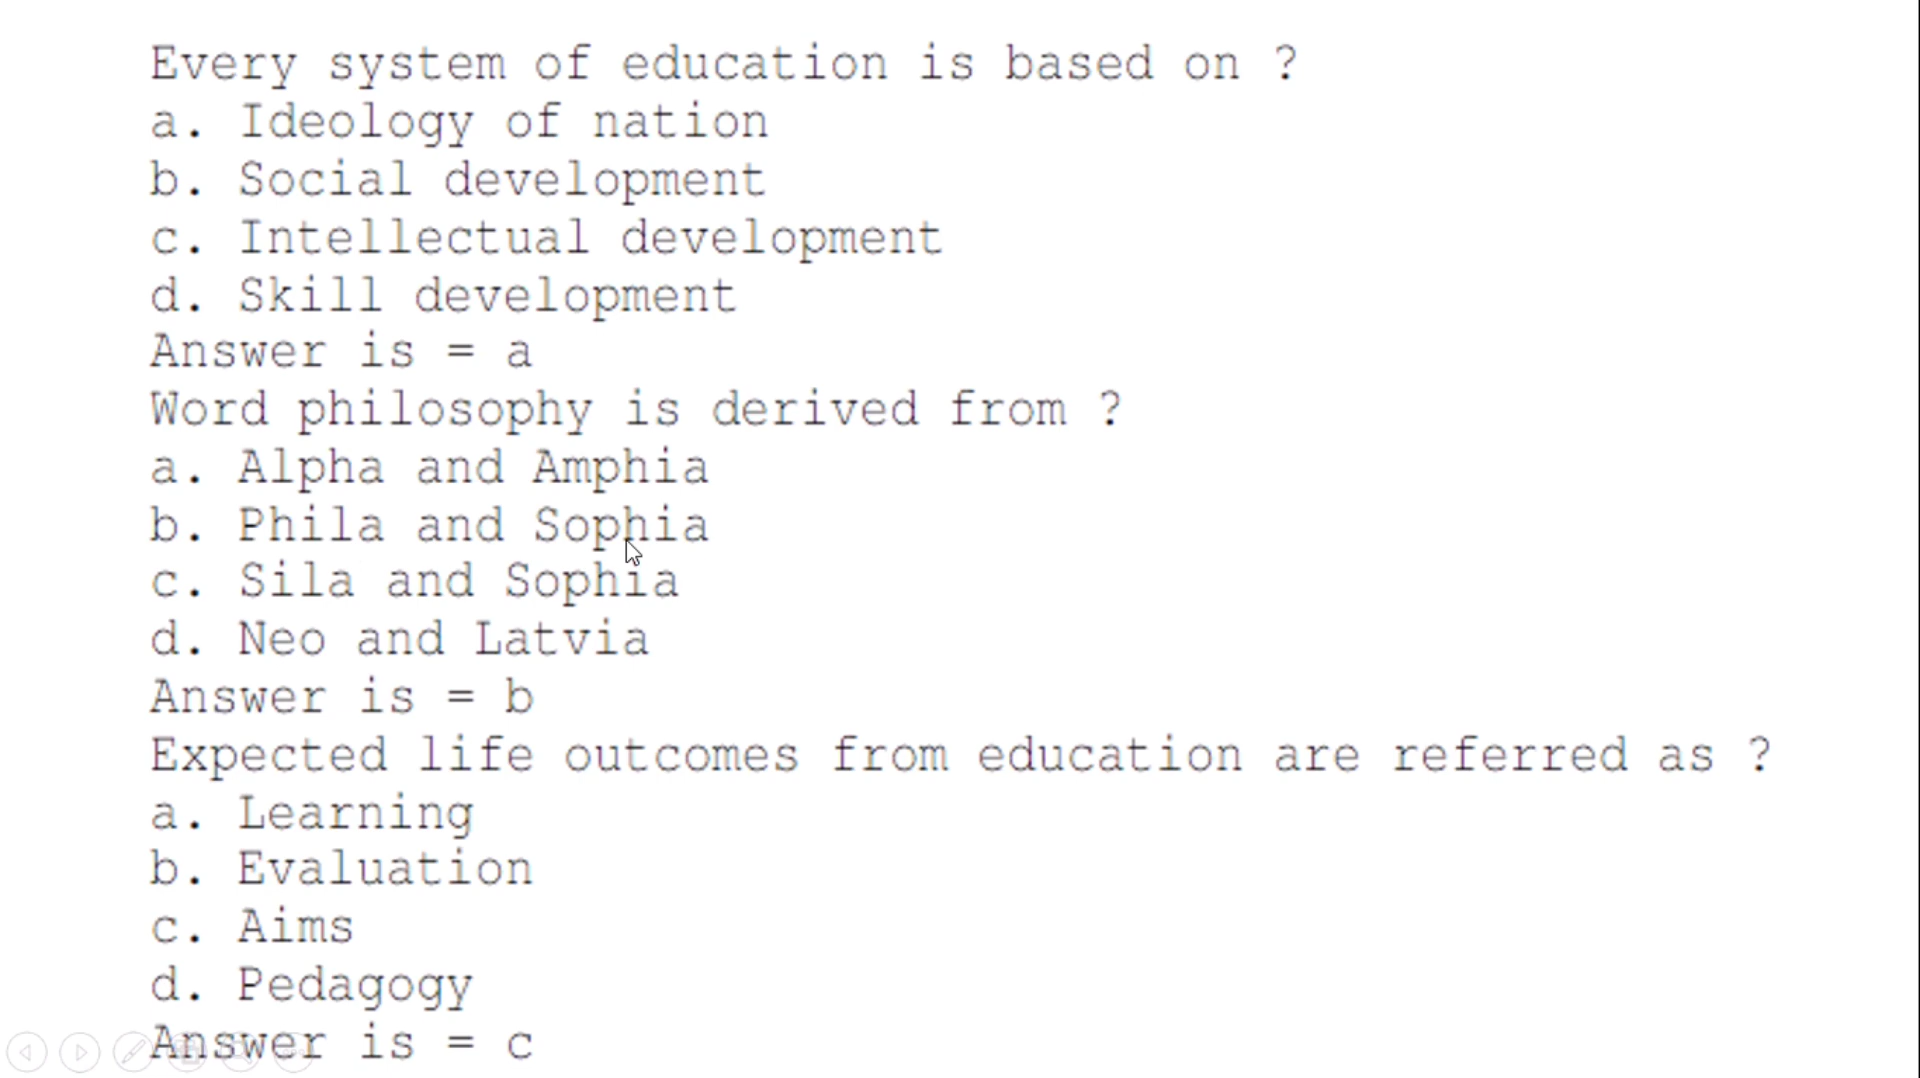 Every system of education is based on ?
a. Ideology of nation
b. Social development
c. Intellectual development
d. Skill development
Answer is = a
Word philosophy is derived from ?
a. Alpha and Amphia
b. Phila and Sophia
c. Sila and Sophia
d. Neo and Latvia
Answer is = b
Expected life outcomes from education are referred as ?
a. Learning
b. Evaluation
c. Aims
d. Pedagogy
Answer is = c